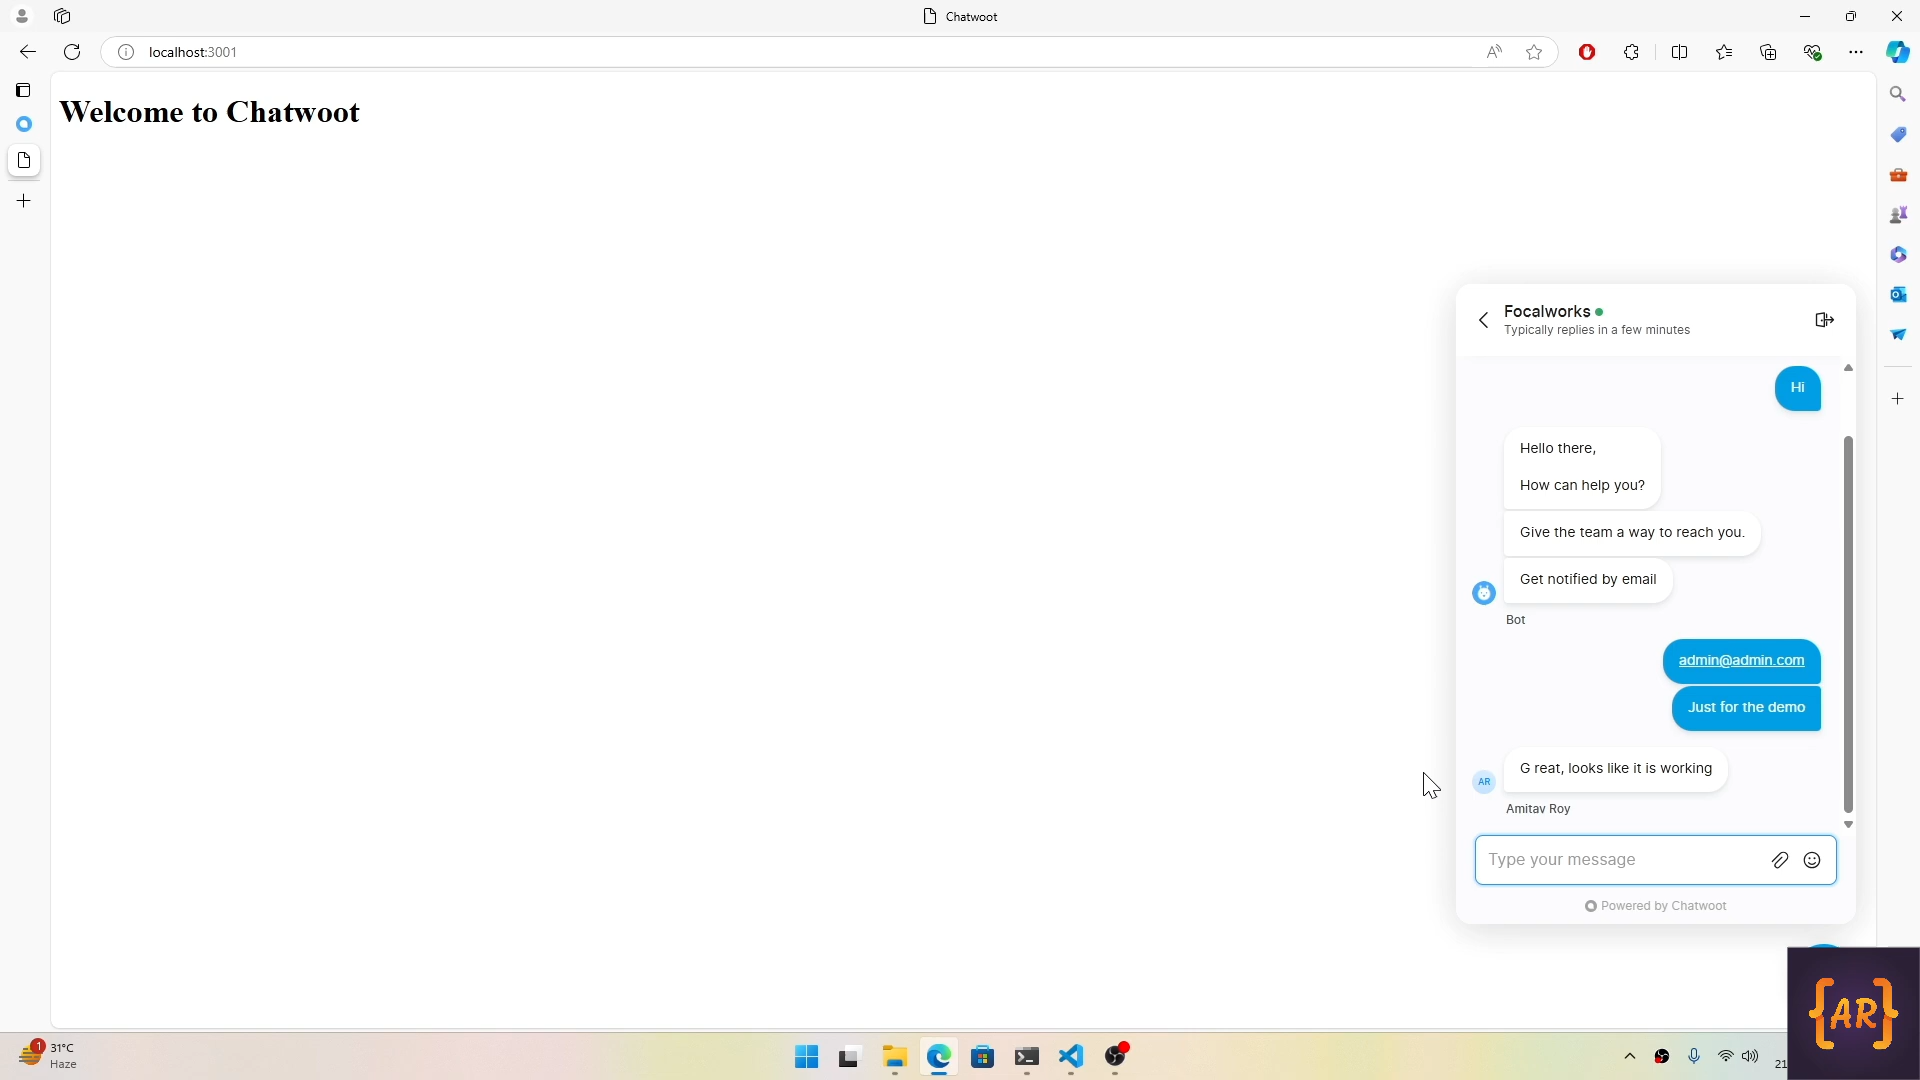 Chatwoot
localhost:3001
Welcome to Chatwoot
Focalworks
Typically replies in a few minutes
Hi
Hello there,
How can help you?
Give the team a way to reach you.
Get notified by email
Bot
admin@admin.com
Just for the demo
G reat, looks like it is working
AR
Amitav Roy
Type your message
Powered by Chatwoot
{AR}
1
31°C
Haze
21